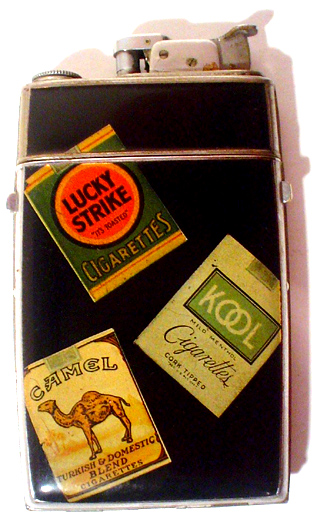 LUCKY
STRIKE
"IT'S TOASTED"
CIGARETTES
KOOL
MILD MENTHOL
Cigarettes
CORK TIPPED
CAMEL
TURKISH & DOMESTIC
BLEND
CIGARETTES